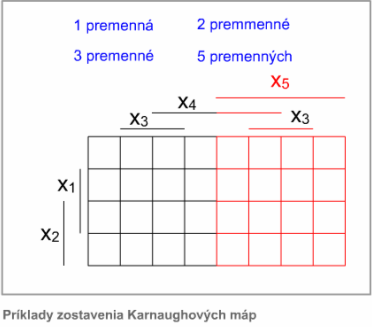 1 premenná 2 premmenné
3 premenné 5 premenných
x5
x4
x3 x3
x1
x2
Príklady zostavenia Karnaughových máp